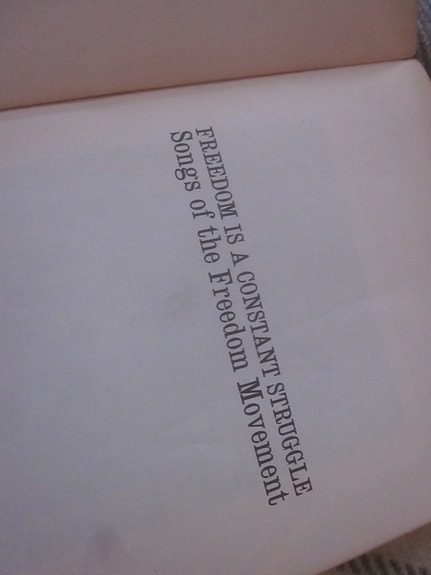 FREEDOM IS A CONSTANT STRUGGLE
Songs of the Freedom Movement